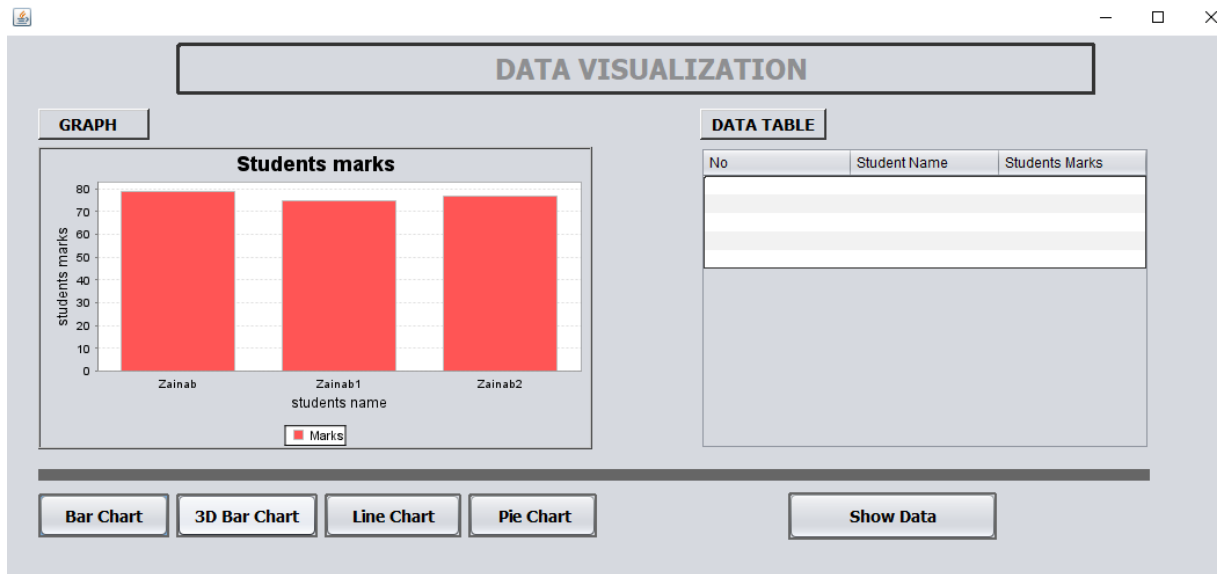 DATA VISUALIZATION
GRAPH
DATA TABLE
Students marks
80
70
60
50
40
30
20
10
0
students marks
Zainab Zainab1 Zainab2
students name
Marks
No Student Name Students Marks
Bar Chart 3D Bar Chart Line Chart Pie Chart Show Data